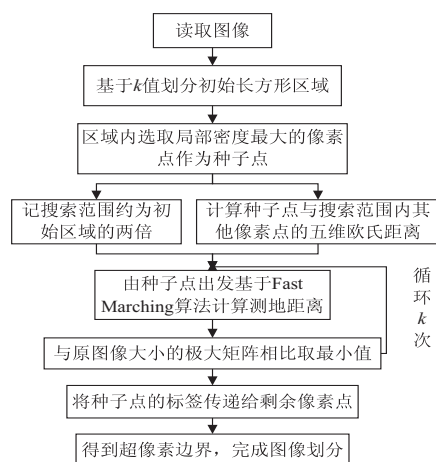 读取图像
基于k值划分初始长方形区域
区域内选取局部密度最大的像素
点作为种子点
记搜索范围约为初
始区域的两倍
计算种子点与搜索范围内其
他像素点的五维欧氏距离
由种子点出发基于Fast
Marching算法计算测地距离
循
环
k
次
与原图像大小的极大矩阵相比取最小值
将种子点的标签传递给剩余像素点
得到超像素边界，完成图像划分